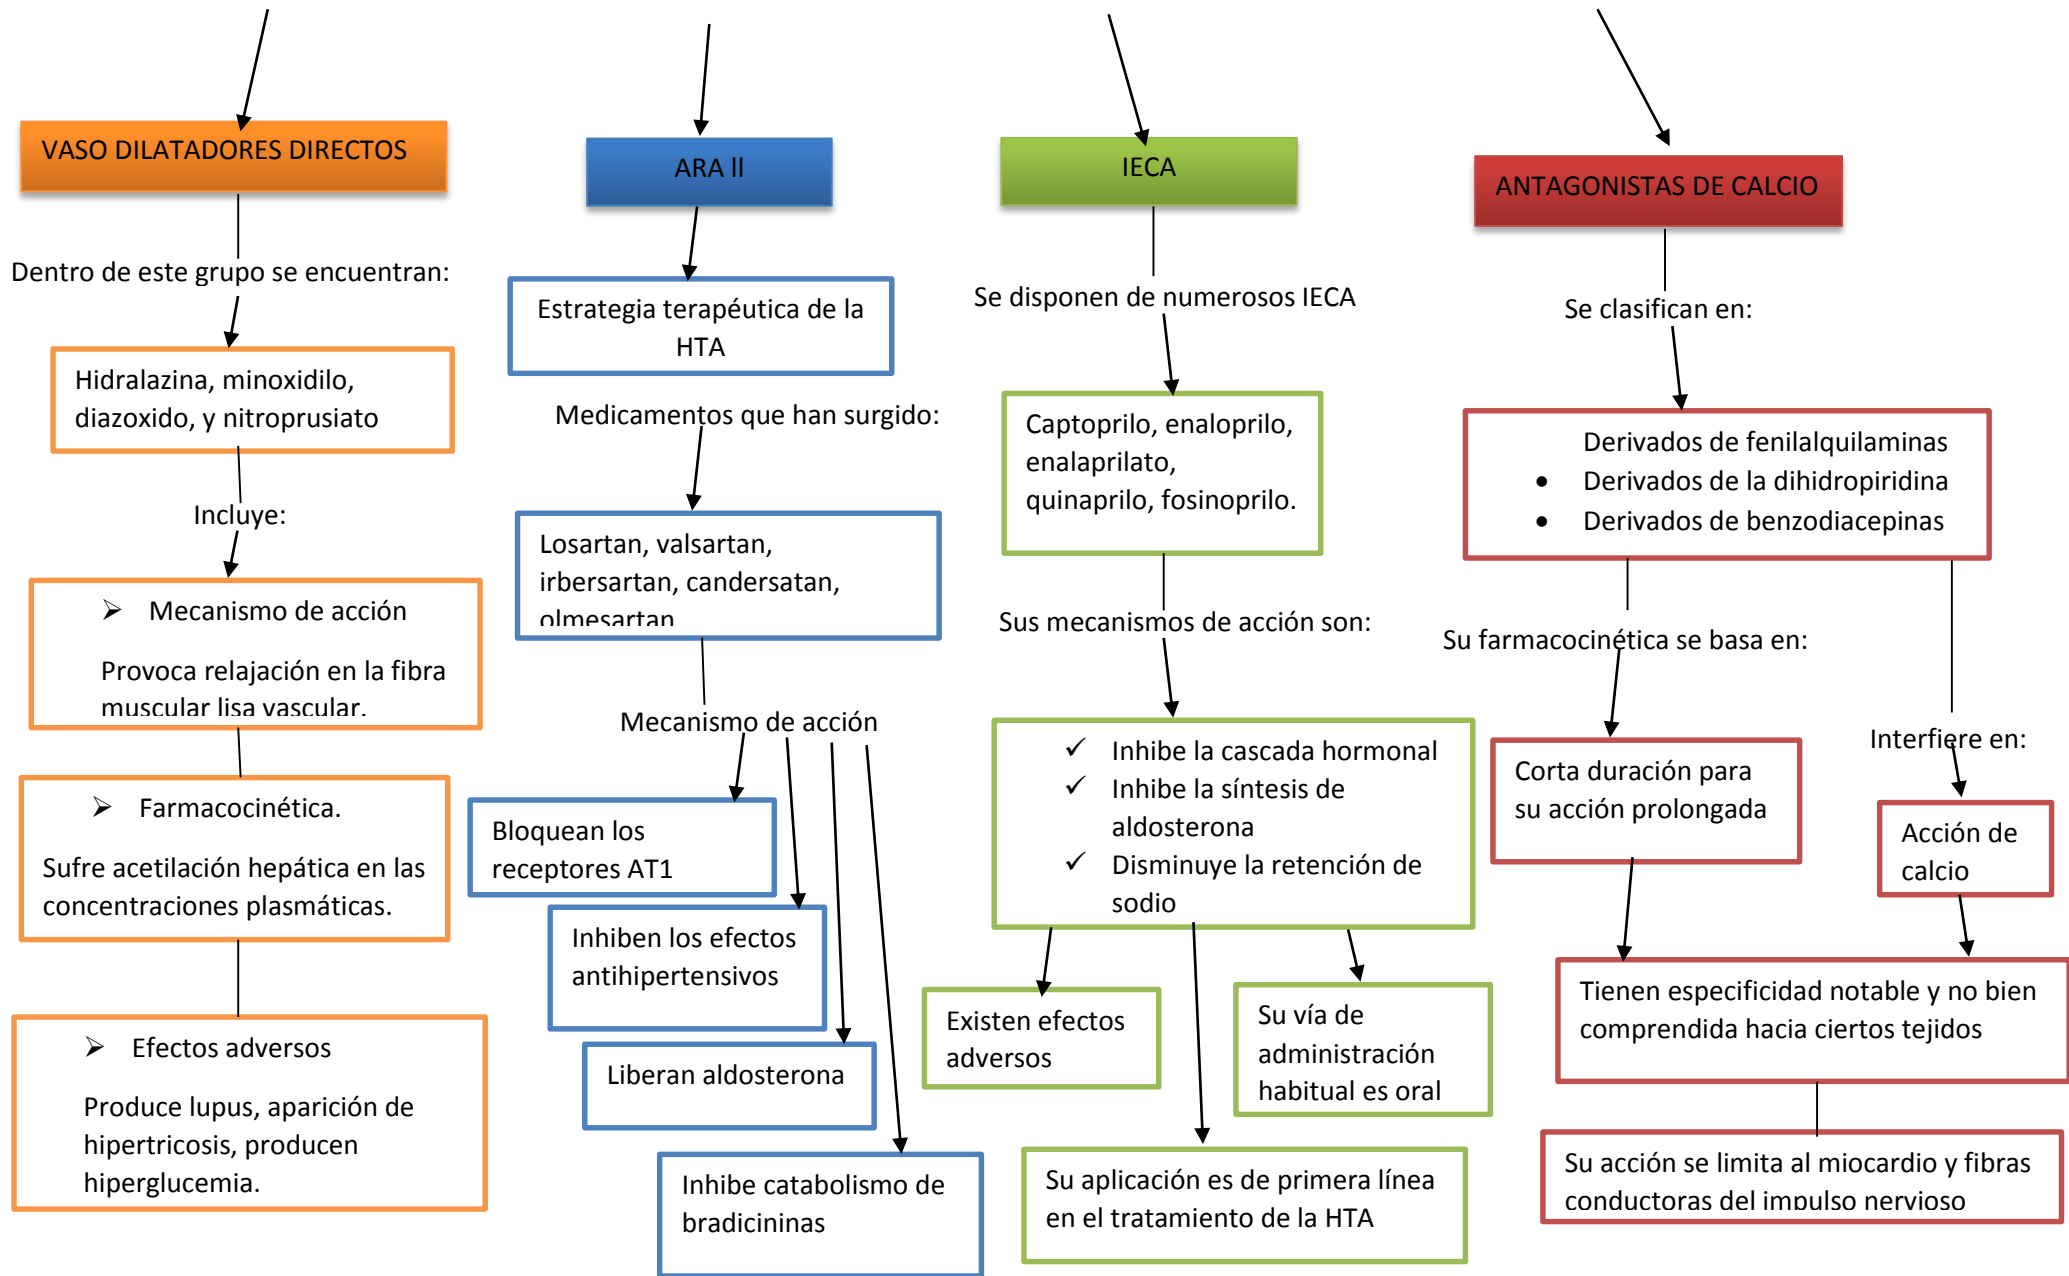 VASO DILATADORES DIRECTOS
Dentro de este grupo se encuentran:
Hidralazina, minoxidilo,
diazoxido, y nitroprusiato
Incluye:
Mecanismo de acción
Provoca relajación en la fibra
muscular lisa vascular.
Farmacocinética.
Sufre acetilación hepática en las
concentraciones plasmáticas.
Efectos adversos
Produce lupus, aparición de
hipertricosis, producen
hiperglucemia.
ARA ll
Estrategia terapéutica de la
HTA
Medicamentos que han surgido:
Losartan, valsartan,
irbersartan, candersatan,
olmesartan
Mecanismo de acción
Bloquean los
receptores AT1
Inhiben los efectos
antihipertensivos
Liberan aldosterona
Inhibe catabolismo de
bradicininas
IECA
Se disponen de numerosos IECA
Captoprilo, enaloprilo,
enalaprilato,
quinaprilo, fosinoprilo.
Sus mecanismos de acción son:
✓ Inhibe la cascada hormonal
✓ Inhibe la síntesis de
aldosterona
✓ Disminuye la retención de
sodio
Existen efectos
adversos
Su vía de
administración
habitual es oral
Su aplicación es de primera línea
en el tratamiento de la HTA
ANTAGONISTAS DE CALCIO
Se clasifican en:
Derivados de fenilalquilaminas
• Derivados de la dihidropiridina
• Derivados de benzodiacepinas
Su farmacocinética se basa en:
Corta duración para
su acción prolongada
Interfiere en:
Acción de
calcio
Tienen especificidad notable y no bien
comprendida hacia ciertos tejidos
Su acción se limita al miocardio y fibras
conductoras del impulso nervioso